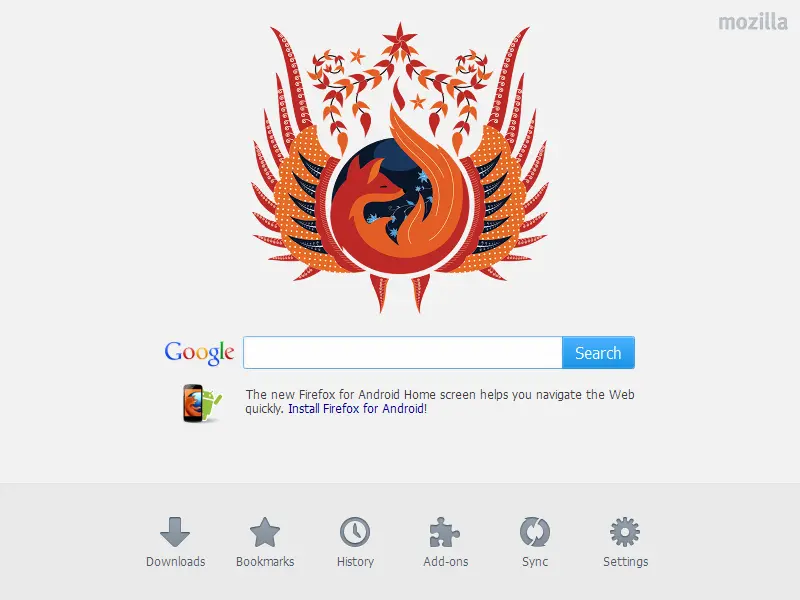 mozilla
Google
Search
The new Firefox for Android Home screen helps you navigate the Web
quickly. Install Firefox for Android!
Downloads
Bookmarks
History
Add-ons
Sync
Settings